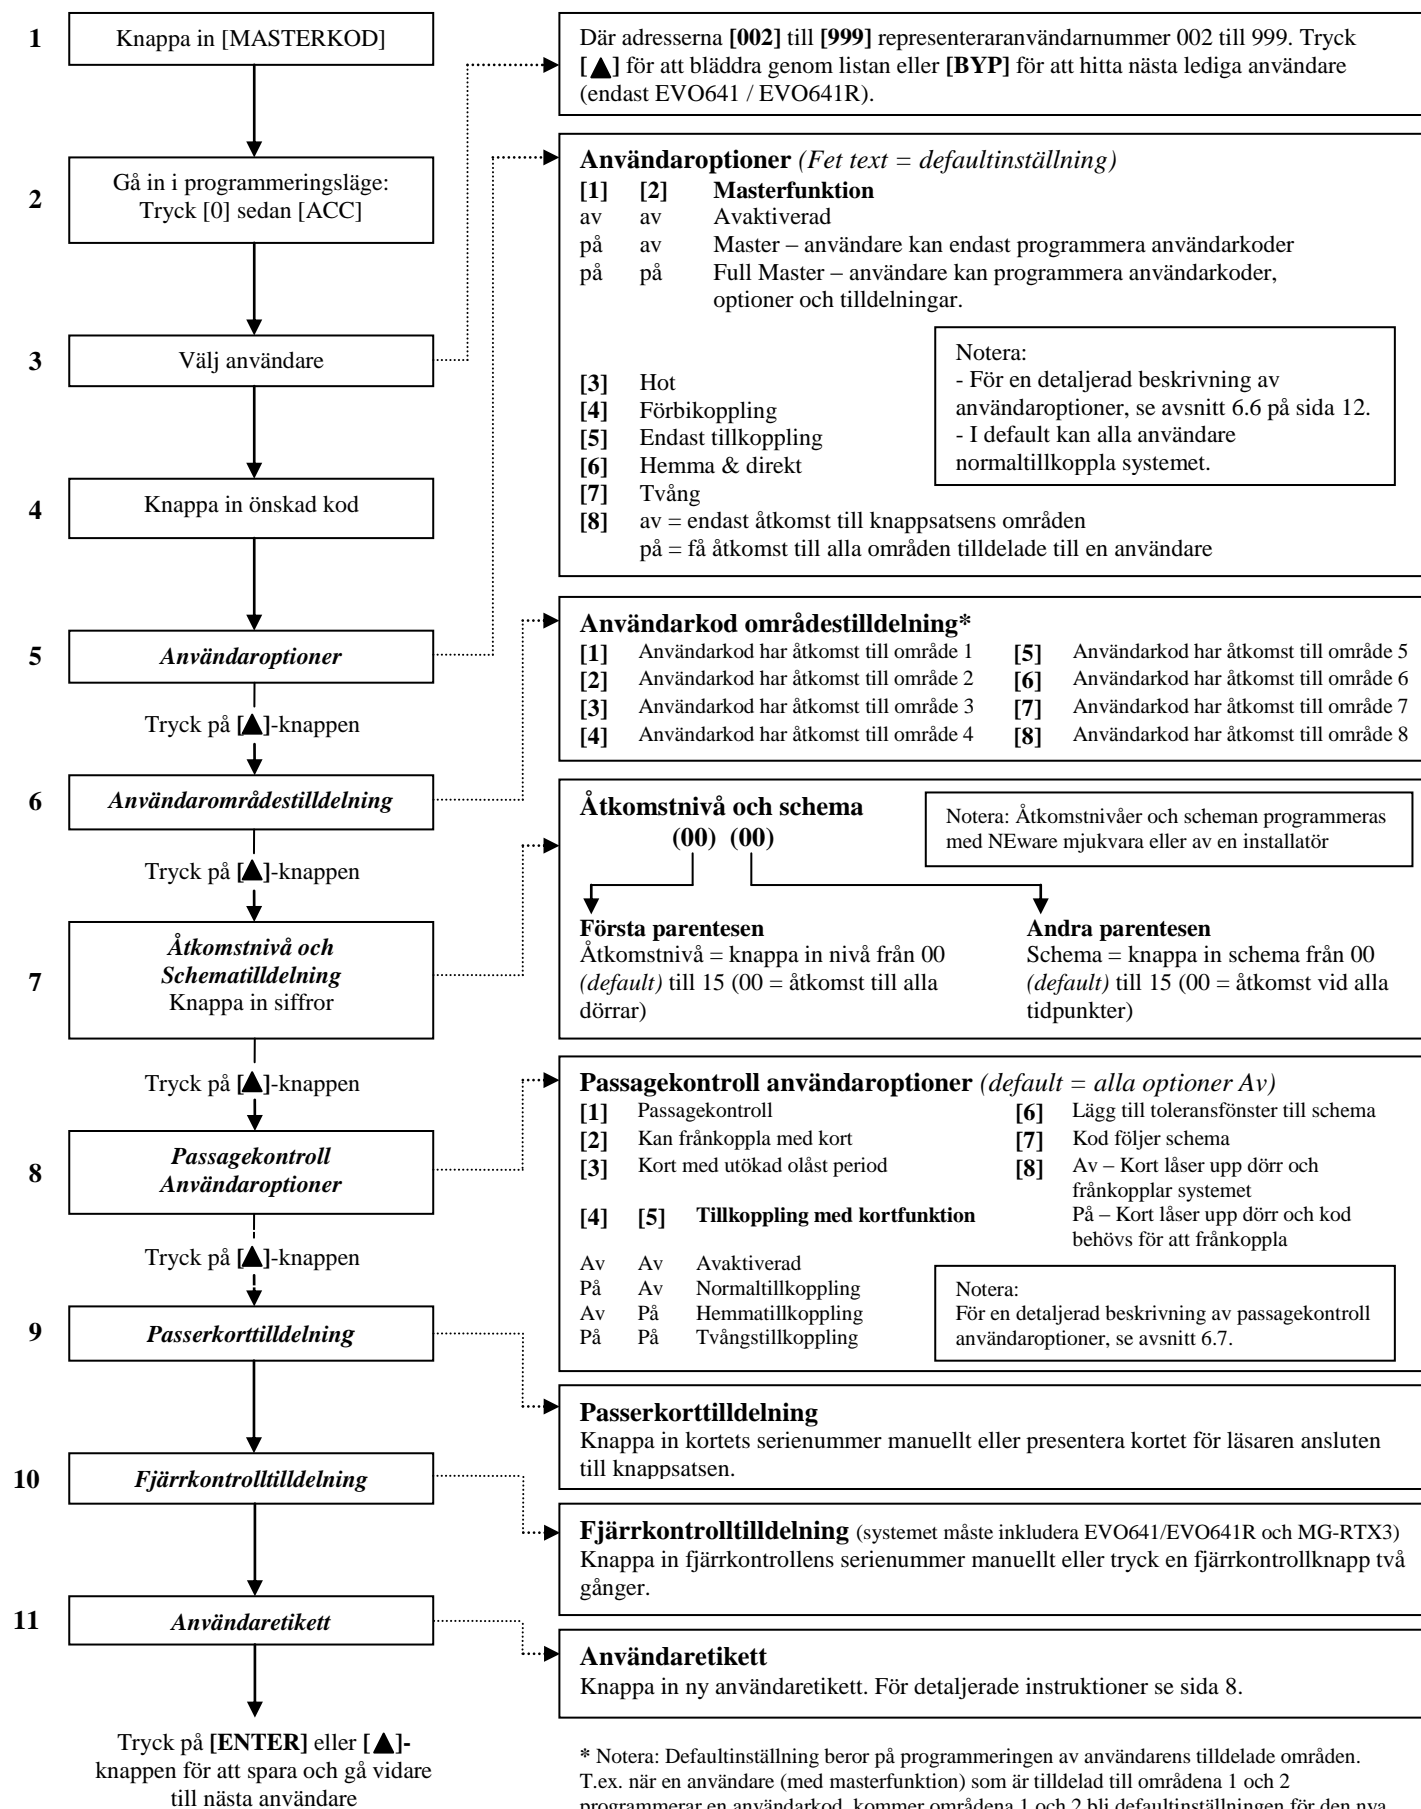 1
Knappa in [MASTERKOD]
2
Gå in i programmeringsläge:
Tryck [0] sedan [ACC]
3
Välj användare
4
Knappa in önskad kod
5
Användaroptioner
Tryck på [▲]-knappen
6
Användarområdestilldelning
Tryck på [▲]-knappen
7
Åtkomstnivå och
Schematilldelning
Knappa in siffror
Tryck på [▲]-knappen
8
Passagekontroll
Användaroptioner
Tryck på [▲]-knappen
9
Passerkorttilldelning
10
Fjärrkontrolltilldelning
11
Användaretikett
Tryck på [ENTER] eller [▲]-
knappen för att spara och gå vidare
till nästa användare
Där adresserna [002] till [999] representeraranvändarnummer 002 till 999. Tryck
[▲] för att bläddra genom listan eller [BYP] för att hitta nästa lediga användare
(endast EVO641 / EVO641R).
Användaroptioner (Fet text = defaultinställning)
[1] [2] Masterfunktion
av av Avaktiverad
på av Master – användare kan endast programmera användarkoder
på på Full Master – användare kan programmera användarkoder,
optioner och tilldelningar.
[3] Hot
[4] Förbikoppling
[5] Endast tillkoppling
[6] Hemma & direkt
[7] Tvång
[8] av = endast åtkomst till knappsatsens områden
på = få åtkomst till alla områden tilldelade till en användare
Notera:
- För en detaljerad beskrivning av
användaroptioner, se avsnitt 6.6 på sida 12.
- I default kan alla användare
normaltillkoppla systemet.
Användarkod områdestilldelning*
[1] Användarkod har åtkomst till område 1 [5] Användarkod har åtkomst till område 5
[2] Användarkod har åtkomst till område 2 [6] Användarkod har åtkomst till område 6
[3] Användarkod har åtkomst till område 3 [7] Användarkod har åtkomst till område 7
[4] Användarkod har åtkomst till område 4 [8] Användarkod har åtkomst till område 8
Åtkomstnivå och schema
(00) (00)
Notera: Åtkomstnivåer och scheman programmeras
med NEware mjukvara eller av en installatör
Första parentesen
Åtkomstnivå = knappa in nivå från 00
(default) till 15 (00 = åtkomst till alla
dörrar)
Andra parentesen
Schema = knappa in schema från 00
(default) till 15 (00 = åtkomst vid alla
tidpunkter)
Passagekontroll användaroptioner (default = alla optioner Av)
[1] Passagekontroll
[2] Kan frånkoppla med kort
[3] Kort med utökad olåst period
[4] [5] Tillkoppling med kortfunktion
Av Av Avaktiverad
På Av Normaltillkoppling
Av På Hemmatillkoppling
På På Tvångstillkoppling
[6] Lägg till toleransfönster till schema
[7] Kod följer schema
[8] Av – Kort låser upp dörr och
frånkopplar systemet
På – Kort låser upp dörr och kod
behövs för att frånkoppla
Notera:
För en detaljerad beskrivning av passagekontroll
användaroptioner, se avsnitt 6.7.
Passerkorttilldelning
Knappa in kortets serienummer manuellt eller presentera kortet för läsaren ansluten
till knappsatsen.
Fjärrkontrolltilldelning (systemet måste inkludera EVO641/EVO641R och MG-RTX3)
Knappa in fjärrkontrollens serienummer manuellt eller tryck en fjärrkontrollknapp två
gånger.
Användaretikett
Knappa in ny användaretikett. För detaljerade instruktioner se sida 8.
* Notera: Defaultinställning beror på programmeringen av användarens tilldelade områden.
T.ex. när en användare (med masterfunktion) som är tilldelad till områdena 1 och 2
programmerar en användarkod, kommer områdena 1 och 2 bli defaultinställningen för den nya